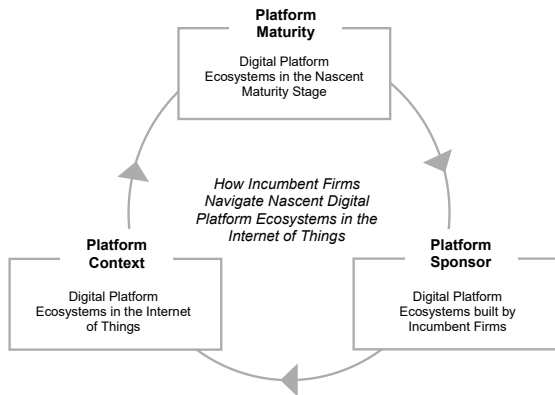 Platform
Maturity
Digital Platform
Ecosystems in the Nascent
Maturity Stage
How Incumbent Firms
Navigate Nascent Digital
Platform Ecosystems in the
Internet of Things
Platform
Context
Digital Platform
Ecosystems in the Internet
of Things
Platform
Sponsor
Digital Platform
Ecosystems built by
Incumbent Firms